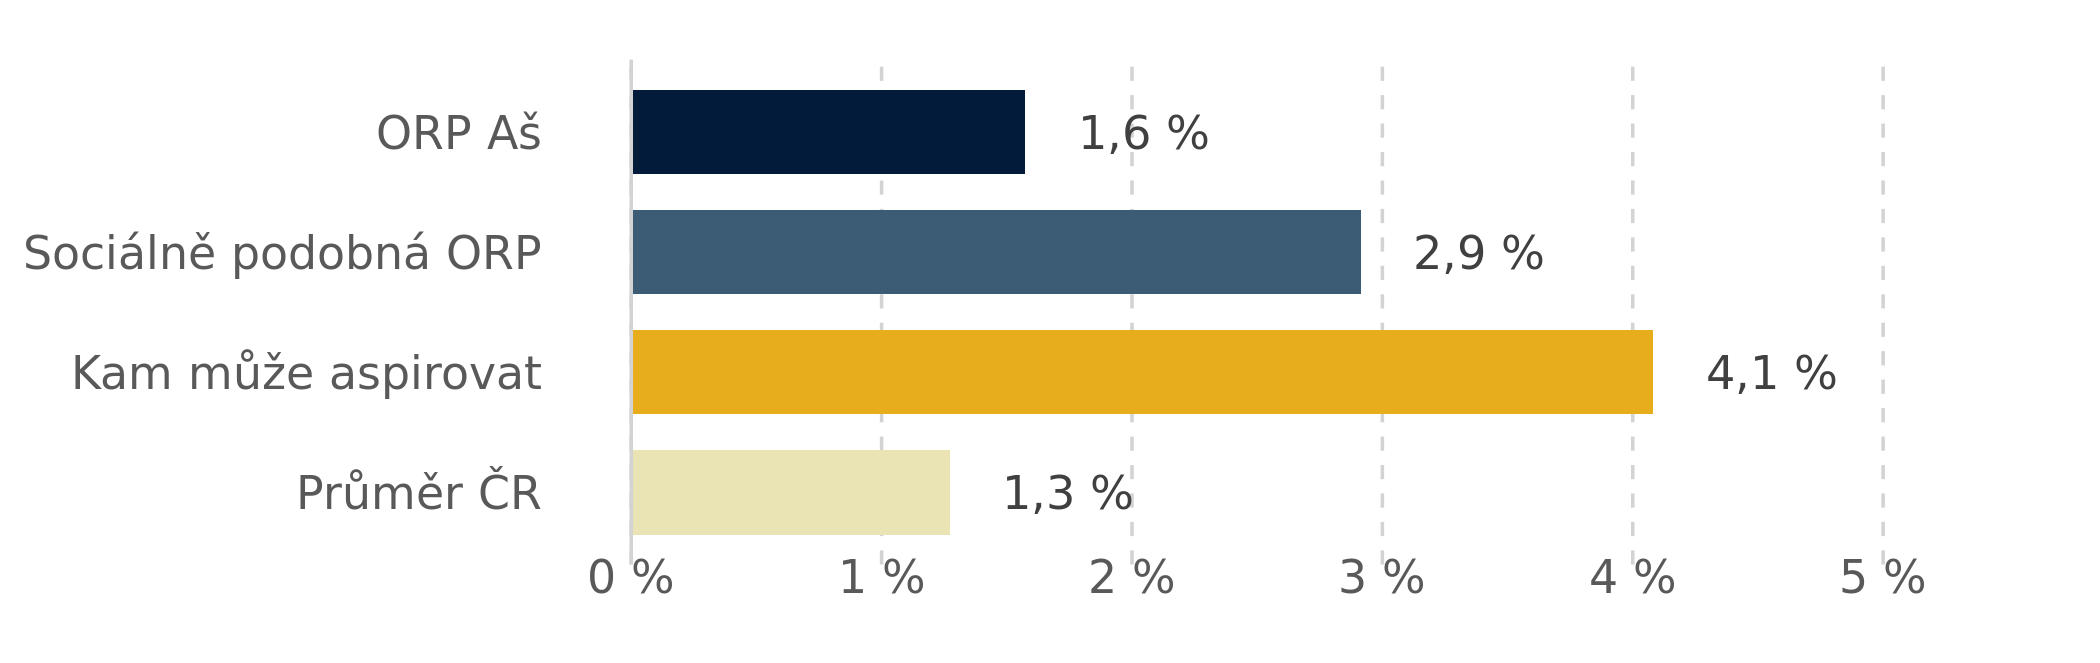 ORP Aš 1,6 %
Sociálně podobná ORP 2,9 %
Kam může aspirovat 4,1 %
Průměr ČR 1,3 %
0 % 1 % 2 % 3 % 4 % 5 %